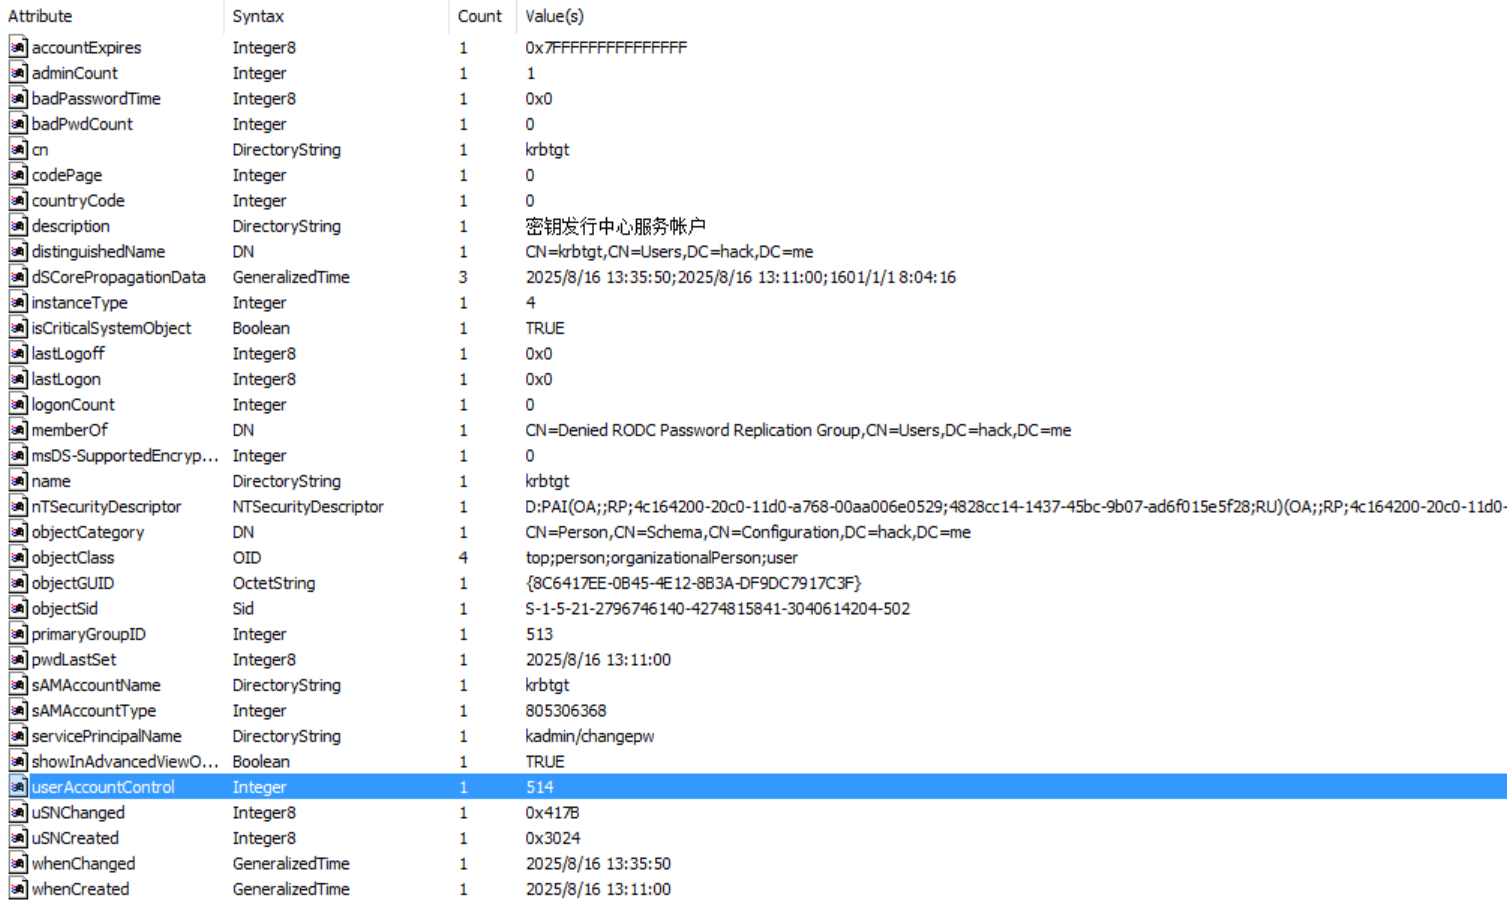 Attribute Syntax Count Value(s)
accountExpires Integer8 1 0x7FFFFFFFFFFFFFFF
adminCount Integer 1 1
badPasswordTime Integer8 1 0x0
badPwdCount Integer 1 0
cn DirectoryString 1 krbtgt
codePage Integer 1 0
countryCode Integer 1 0
description DirectoryString 1 密钥发行中心服务帐户
distinguishedName DN 1 CN=krbtgt,CN=Users,DC=hack,DC=me
dSCorePropagationData GeneralizedTime 3 2025/8/16 13:35:50;2025/8/16 13:11:00;1601/1/1 8:04:16
instanceType Integer 1 4
isCriticalSystemObject Boolean 1 TRUE
lastLogoff Integer8 1 0x0
lastLogon Integer8 1 0x0
logonCount Integer 1 0
memberOf DN 1 CN=Denied RODC Password Replication Group,CN=Users,DC=hack,DC=me
msDS-SupportedEncryp... Integer 1 0
name DirectoryString 1 krbtgt
nTSecurityDescriptor NTSecurityDescriptor 1 D:PAI(OA;;RP;4c164200-20c0-11d0-a768-00aa006e0529;4828cc14-1437-45bc-9b07-ad6f015e5f28;RU)(OA;;RP;4c164200-20c0-11d0-
objectCategory DN 1 CN=Person,CN=Schema,CN=Configuration,DC=hack,DC=me
objectClass OID 4 top;person;organizationalPerson;user
objectGUID OctetString 1 {8C6417EE-0B45-4E12-8B3A-DF9DC7917C3F}
objectSid Sid 1 S-1-5-21-2796746140-4274815841-3040614204-502
primaryGroupID Integer 1 513
pwdLastSet Integer8 1 2025/8/16 13:11:00
sAMAccountName DirectoryString 1 krbtgt
sAMAccountType Integer 1 805306368
servicePrincipalName DirectoryString 1 kadmin/changepw
showInAdvancedViewO... Boolean 1 TRUE
userAccountControl Integer 1 514
uSNChanged Integer8 1 0x417B
uSNCreated Integer8 1 0x3024
whenChanged GeneralizedTime 1 2025/8/16 13:35:50
whenCreated GeneralizedTime 1 2025/8/16 13:11:00